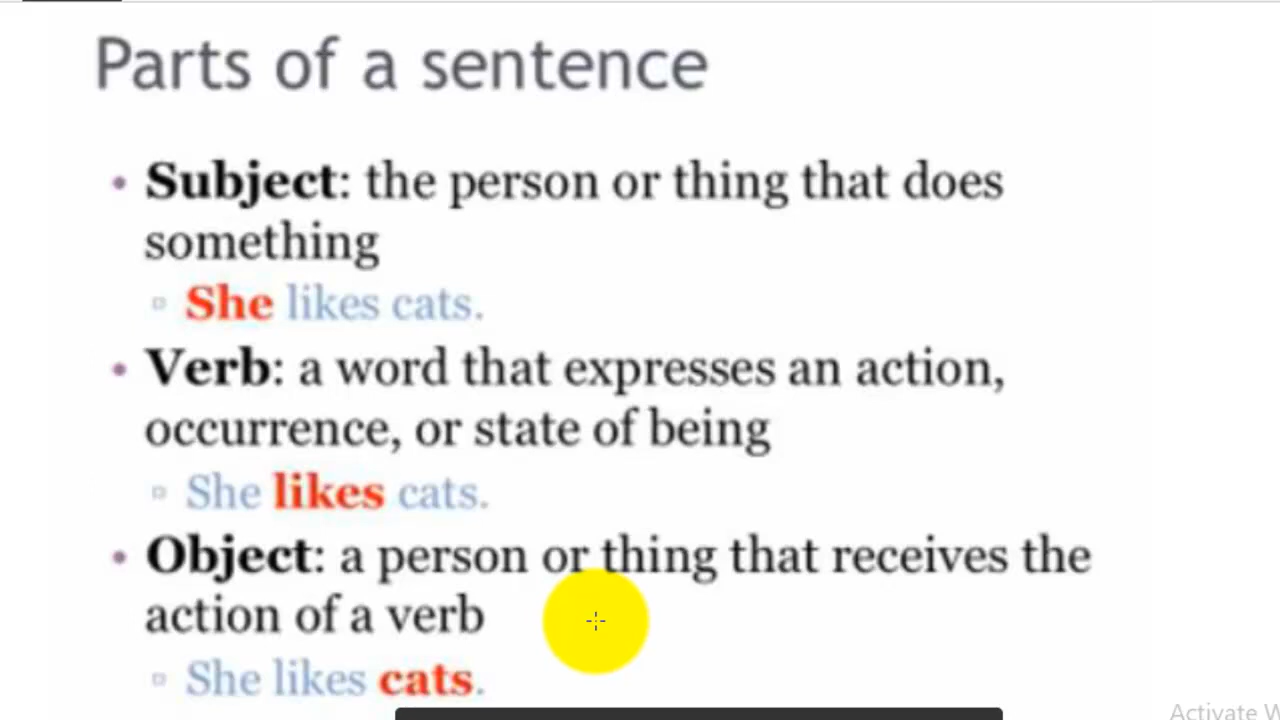 Parts of a sentence
• Subject: the person or thing that does
something
▫ She likes cats.
• Verb: a word that expresses an action,
occurrence, or state of being
▫ She likes cats.
• Object: a person or thing that receives the
action of a verb
▫ She likes cats.
Activate